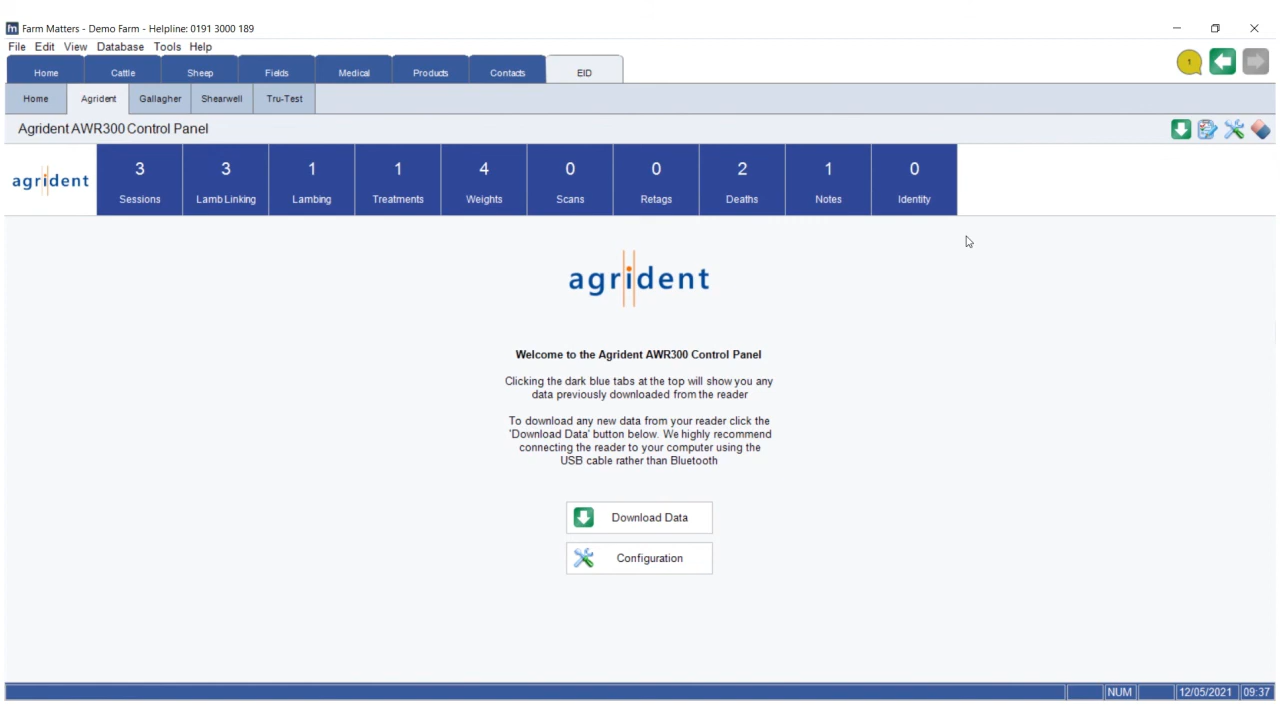 Farm Matters - Demo Farm - Helpline: 0191 3000 189
File Edit View Database Tools Help
Home Cattle Sheep Fields Medical Products Contacts EID
1
Home Agrident Gallagher Shearwell Tru-Test
Agrident AWR300 Control Panel
agrident
3 3 1 1 4 0 0 2 1 0
Sessions Lamb Linking Lambing Treatments Weights Scans Retags Deaths Notes Identity
agrident
Welcome to the Agrident AWR300 Control Panel
Clicking the dark blue tabs at the top will show you any
data previously downloaded from the reader
To download any new data from your reader click the
'Download Data' button below. We highly recommend
connecting the reader to your computer using the
USB cable rather than Bluetooth
Download Data
Configuration
NUM 12/05/2021 09:37